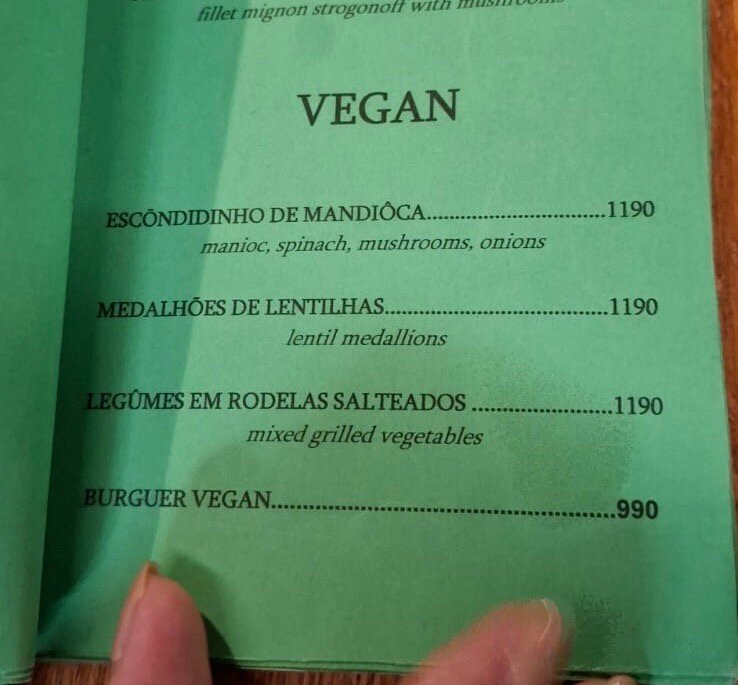 fillet mignon strogonoff with mushrooms
VEGAN
ESCÔNDIDINHO DE MANDIÔCA..............................1190
manioc, spinach, mushrooms, onions
MEDALHÕES DE LENTILHAS.....................................1190
lentil medallions
LEGÛMES EM RODELAS SALTEADOS .......................1190
mixed grilled vegetables
BURGUER VEGAN.........................................................990